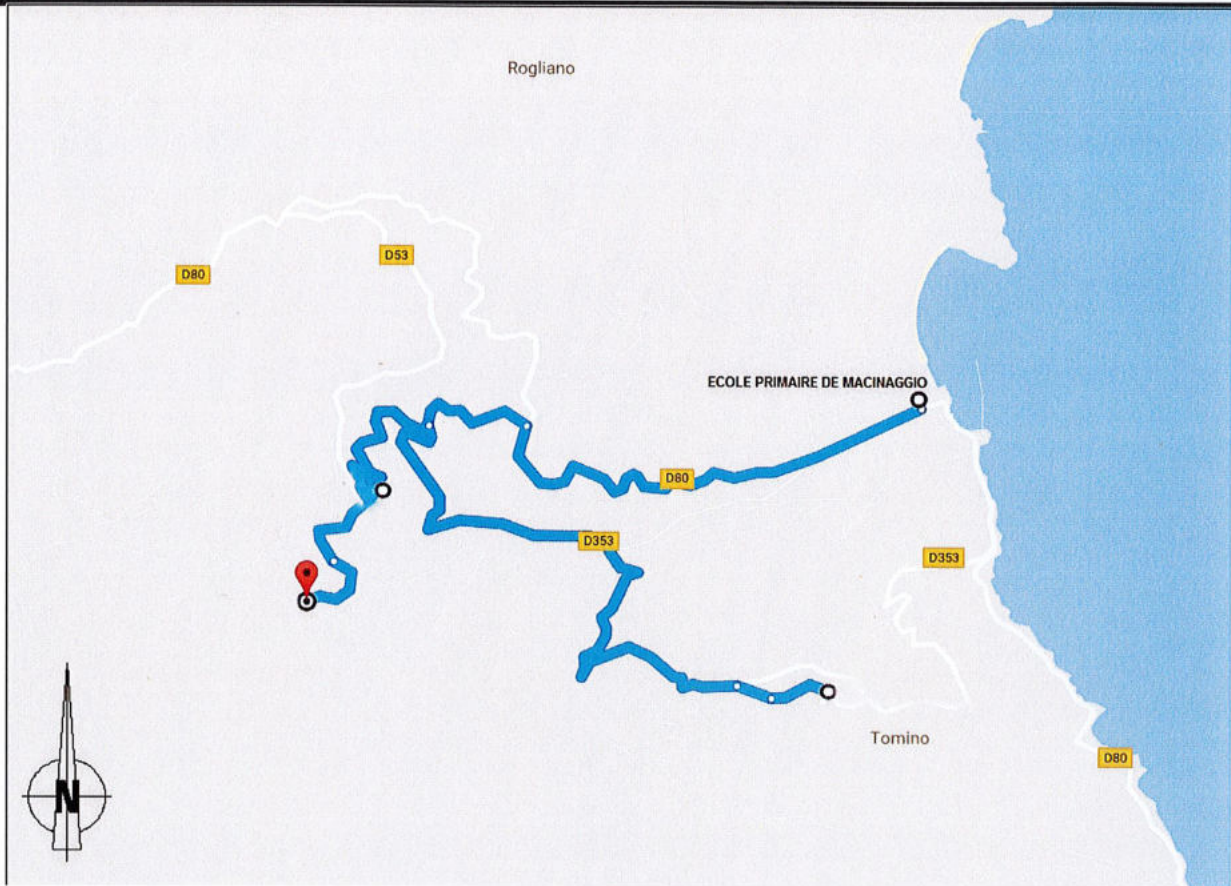 Rogliano
D53
D80
ECOLE PRIMAIRE DE MACINAGGIO
D80
D353
D353
Tomino
D80
N